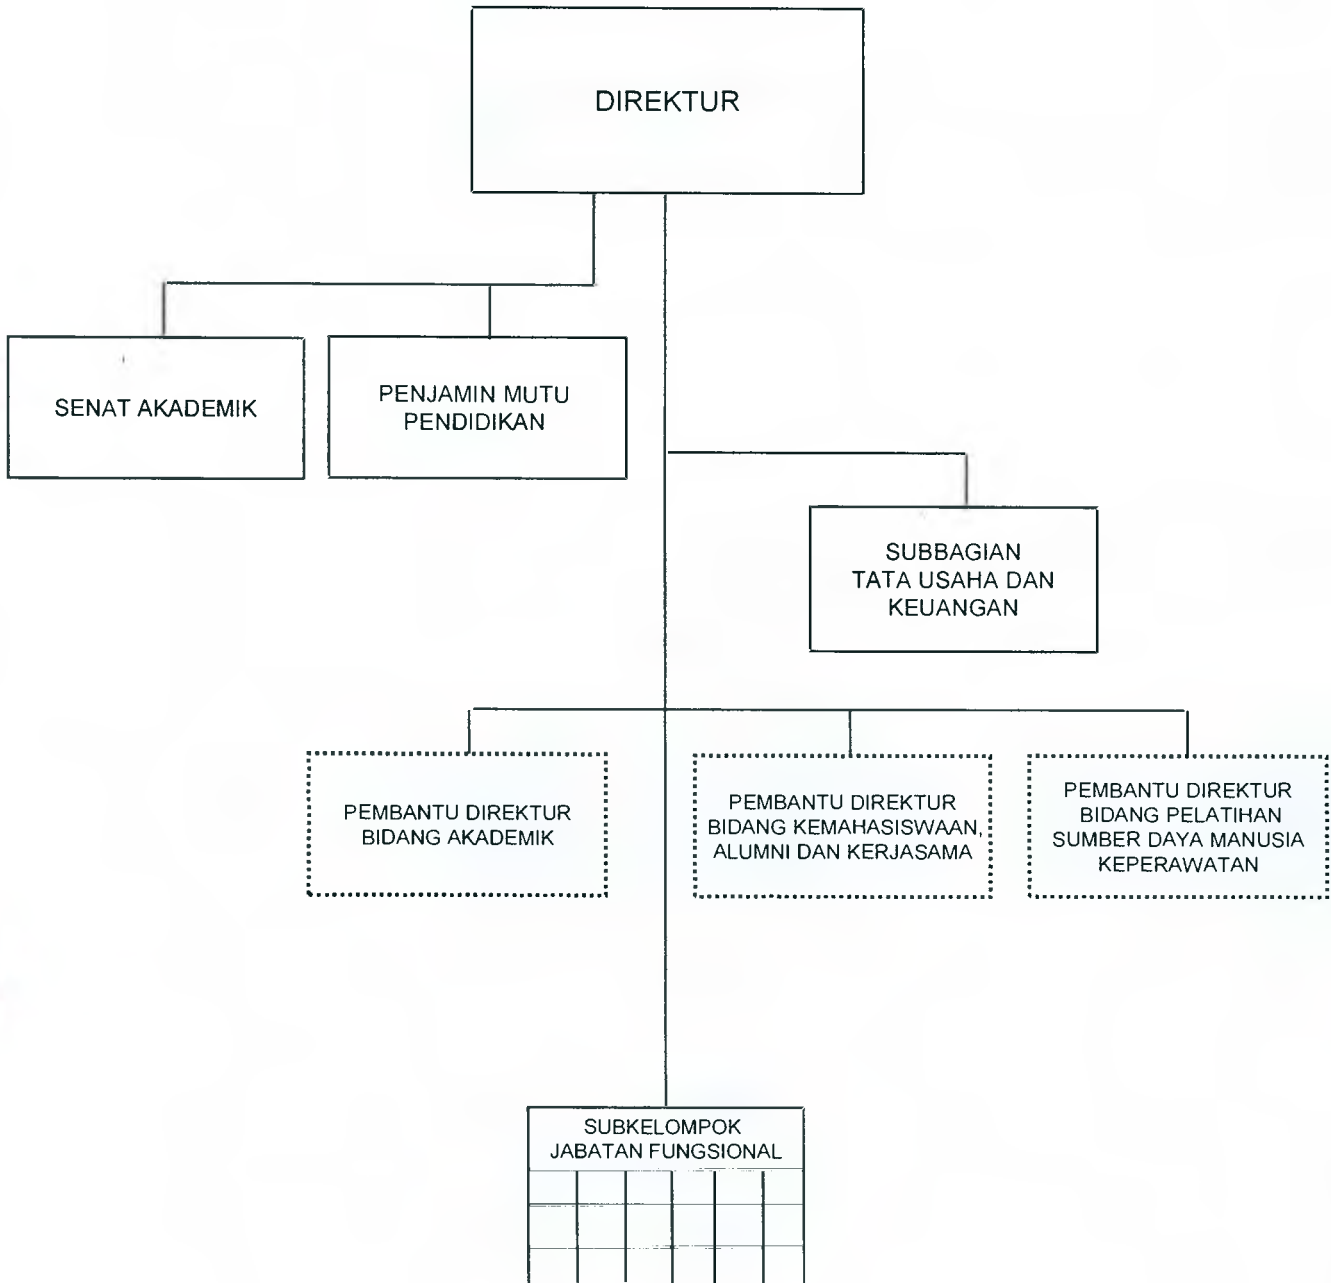 DIREKTUR
SENAT AKADEMIK
PENJAMIN MUTU
PENDIDIKAN
SUBBAGIAN
TATA USAHA DAN
KEUANGAN
PEMBANTU DIREKTUR
BIDANG AKADEMIK
PEMBANTU DIREKTUR
BIDANG KEMAHASISWAAN,
ALUMNI DAN KERJASAMA
PEMBANTU DIREKTUR
BIDANG PELATIHAN
SUMBER DAYA MANUSIA
KEPERAWATAN
SUBKELOMPOK
JABATAN FUNGSIONAL